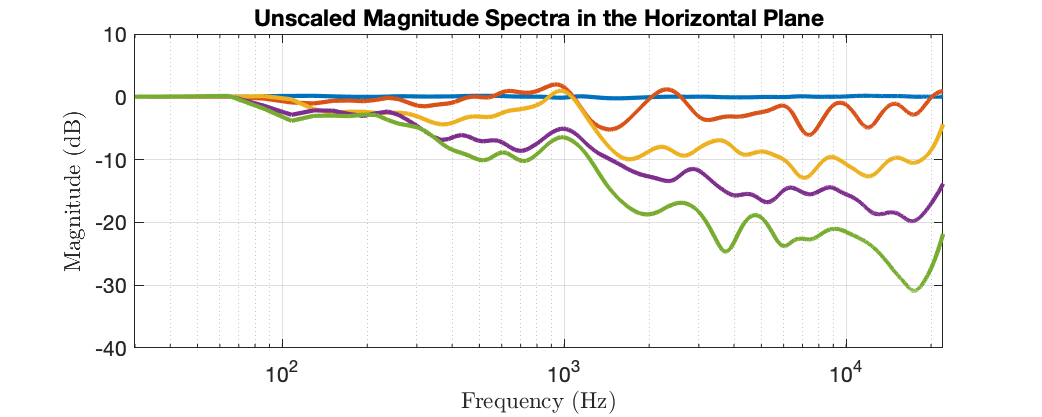 Unscaled Magnitude Spectra in the Horizontal Plane
10
0
-10
-20
-30
-40
Magnitude (dB)
10^2 10^3 10^4
Frequency (Hz)